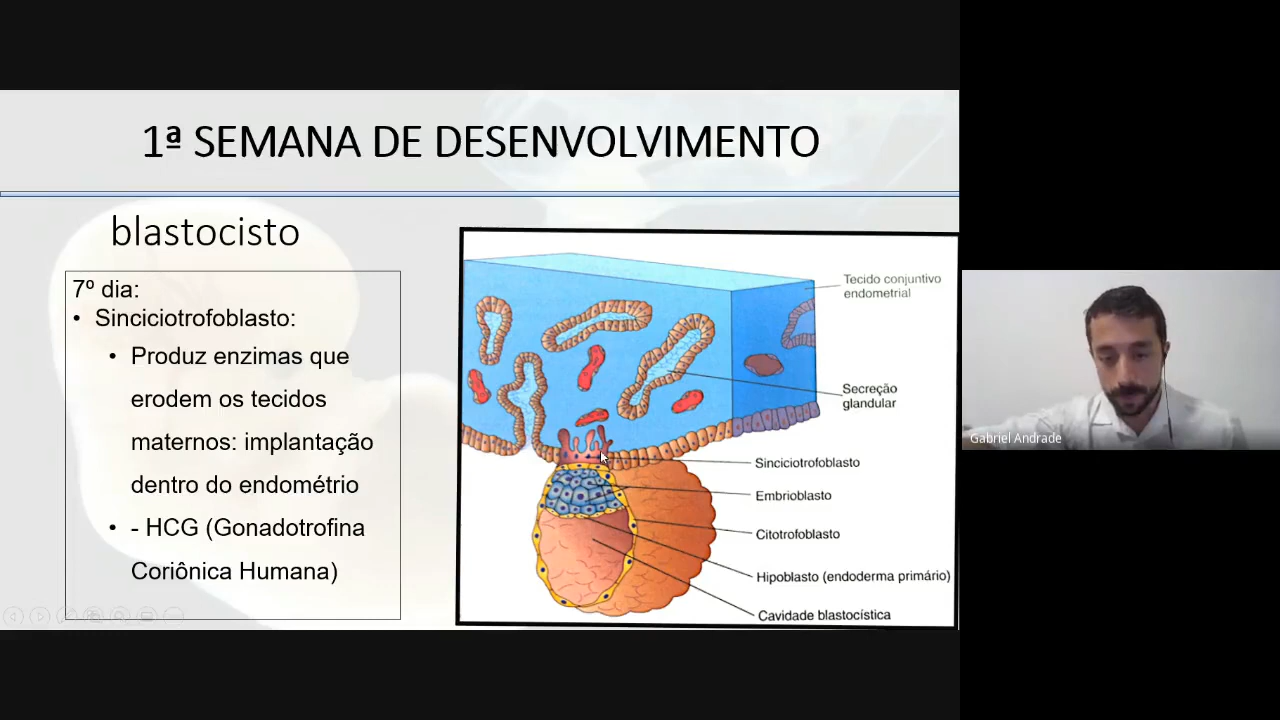 1ª SEMANA DE DESENVOLVIMENTO
blastocisto
7º dia:
• Sinciciotrofoblasto:
• Produz enzimas que
erodem os tecidos
maternos: implantação
dentro do endométrio
• - HCG (Gonadotrofina
Coriônica Humana)
Tecido conjuntivo
endometrial
Secreção
glandular
Sinciciotrofoblasto
Embrioblasto
Citotrofoblasto
Hipoblasto (endoderma primário)
Cavidade blastocística
Gabriel Andrade